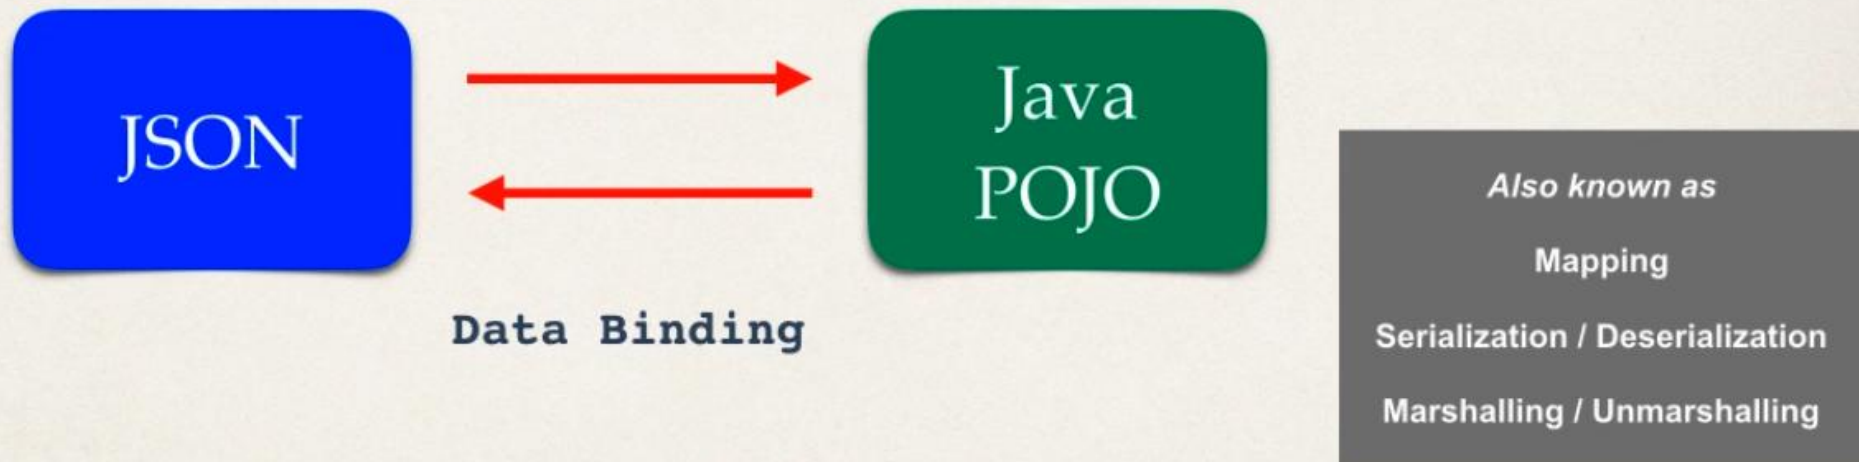 JSON
Java
POJO
Data Binding
Also known as
Mapping
Serialization / Deserialization
Marshalling / Unmarshalling